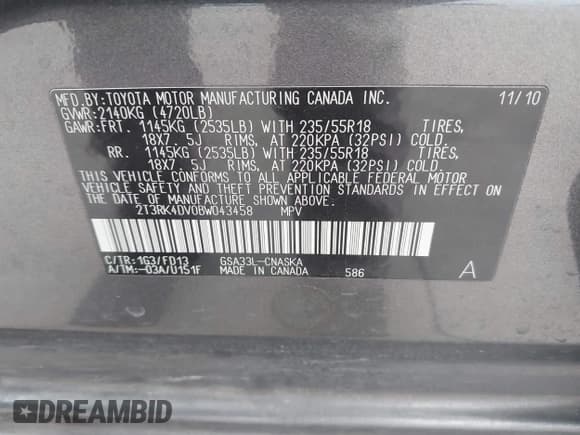 MFD.BY:TOYOTA MOTOR MANUFACTURING CANADA INC. 11/10
GVWR:2140KG (4720LB)
GAWR:FRT. 1145KG (2535LB) WITH 235/55R18 TIRES,
18X7 5J RIMS, AT 220KPA (32PSI) COLD.
RR. 1145KG (2535LB) WITH 235/55R18 TIRES,
18X7 5J RIMS, AT 220KPA (32PSI) COLD.
THIS VEHICLE CONFORMS TO ALL APPLICABLE FEDERAL MOTOR
VEHICLE SAFETY AND THEFT PREVENTION STANDARDS IN EFFECT ON
THE DATE OF MANUFACTURE SHOWN ABOVE.
2T3RK4DV0BW043458 MPV
C/TR:1G3/FD13 GSA33L-CNASKA
A/TM:-03A/U151F MADE IN CANADA 586 A
DREAMBID